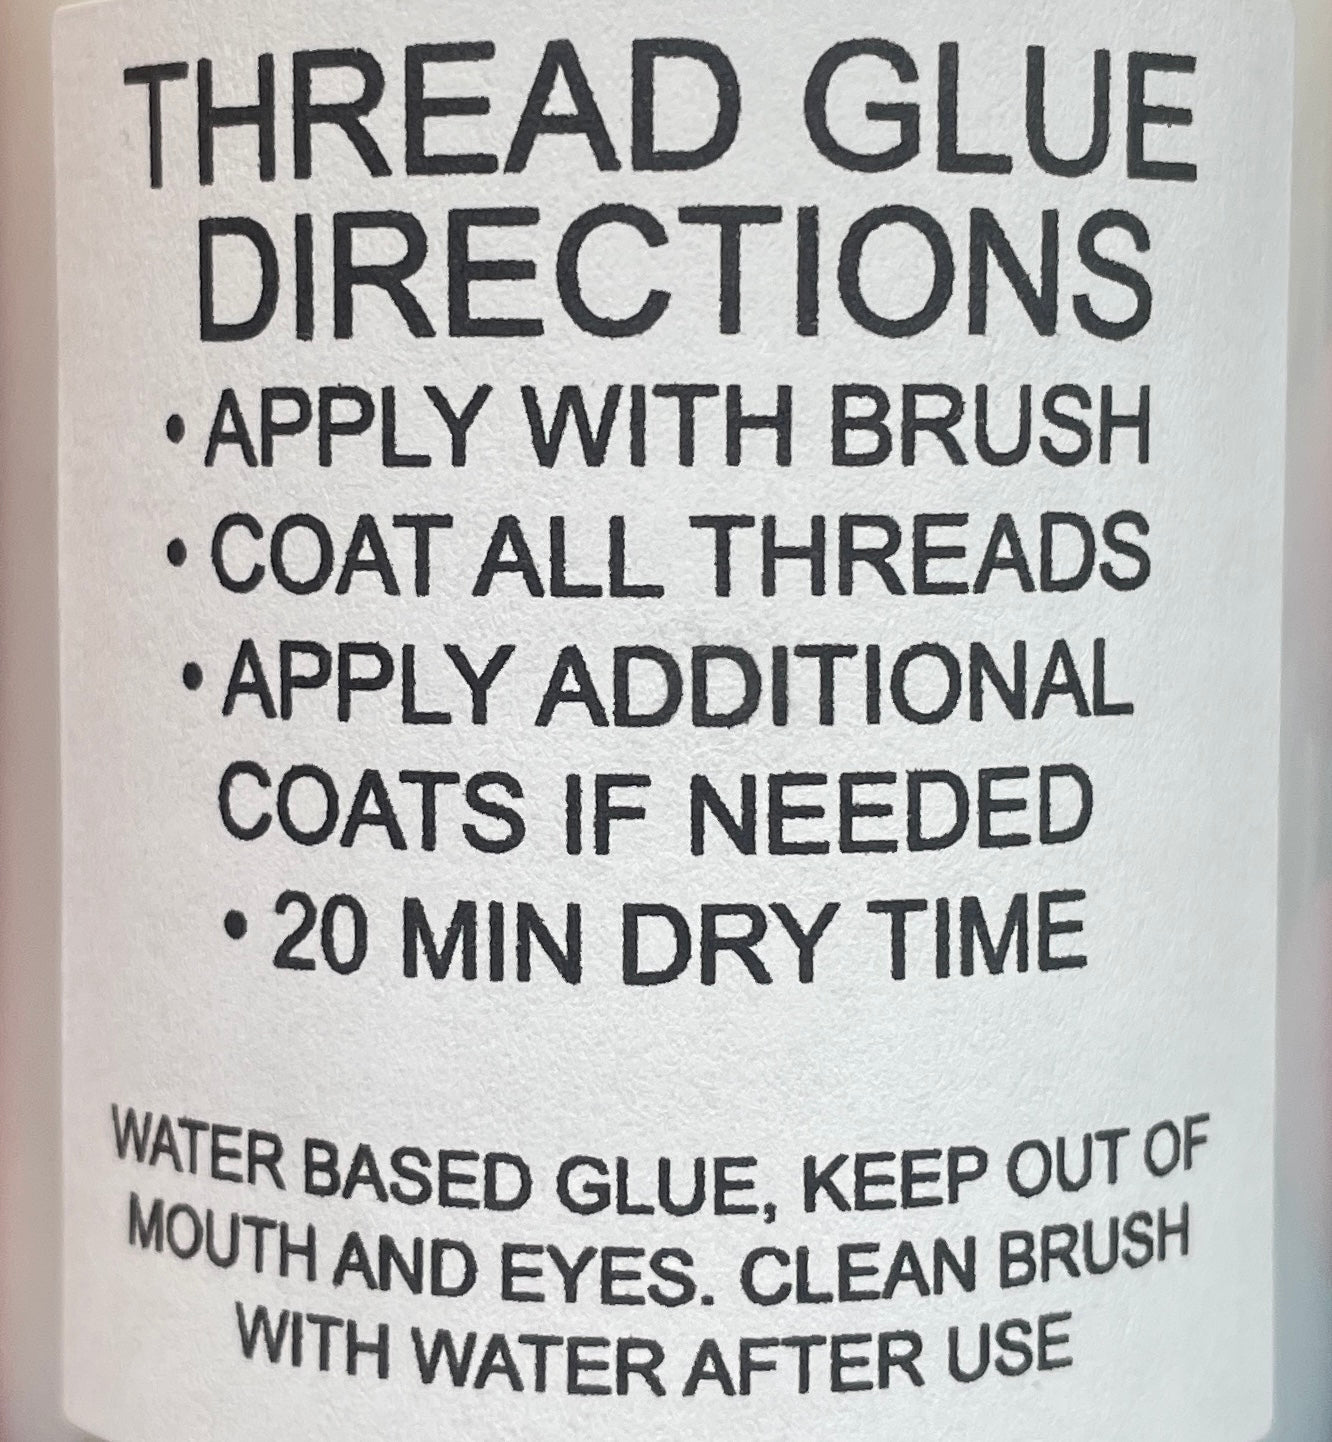 THREAD GLUE
DIRECTIONS
• APPLY WITH BRUSH
• COAT ALL THREADS
• APPLY ADDITIONAL
COATS IF NEEDED
• 20 MIN DRY TIME
WATER BASED GLUE, KEEP OUT OF
MOUTH AND EYES. CLEAN BRUSH
WITH WATER AFTER USE